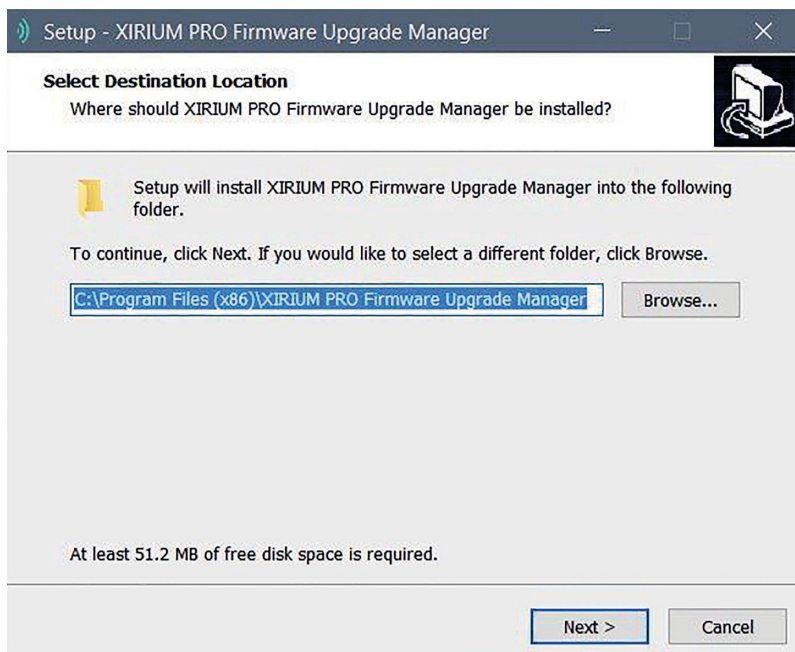 Setup - XIRIUM PRO Firmware Upgrade Manager
Select Destination Location
Where should XIRIUM PRO Firmware Upgrade Manager be installed?
Setup will install XIRIUM PRO Firmware Upgrade Manager into the following
folder.
To continue, click Next. If you would like to select a different folder, click Browse.
C:\Program Files (x86)\XIRIUM PRO Firmware Upgrade Manager
Browse...
At least 51.2 MB of free disk space is required.
Next >
Cancel